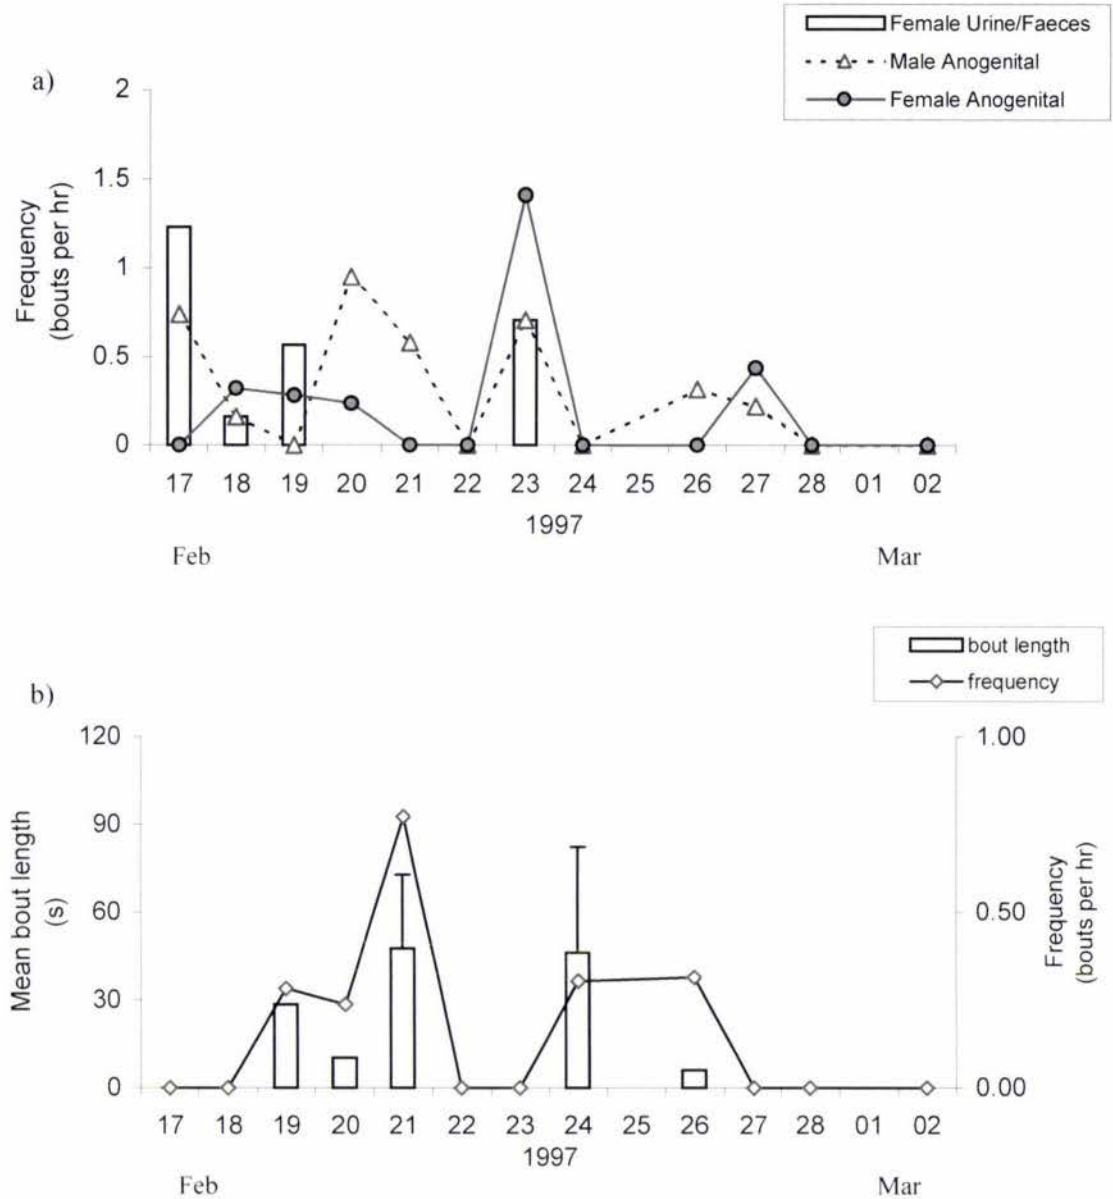 Female Urine/Faeces
Male Anogenital
Female Anogenital
a)
2
1.5
1
0.5
0
Frequency
(bouts per hr)
17 18 19 20 21 22 23 24 25 26 27 28 01 02
1997
Feb Mar
bout length
frequency
b)
120
90
60
30
0
Mean bout length
(s)
1.00
0.50
0.00
Frequency
(bouts per hr)
17 18 19 20 21 22 23 24 25 26 27 28 01 02
1997
Feb Mar